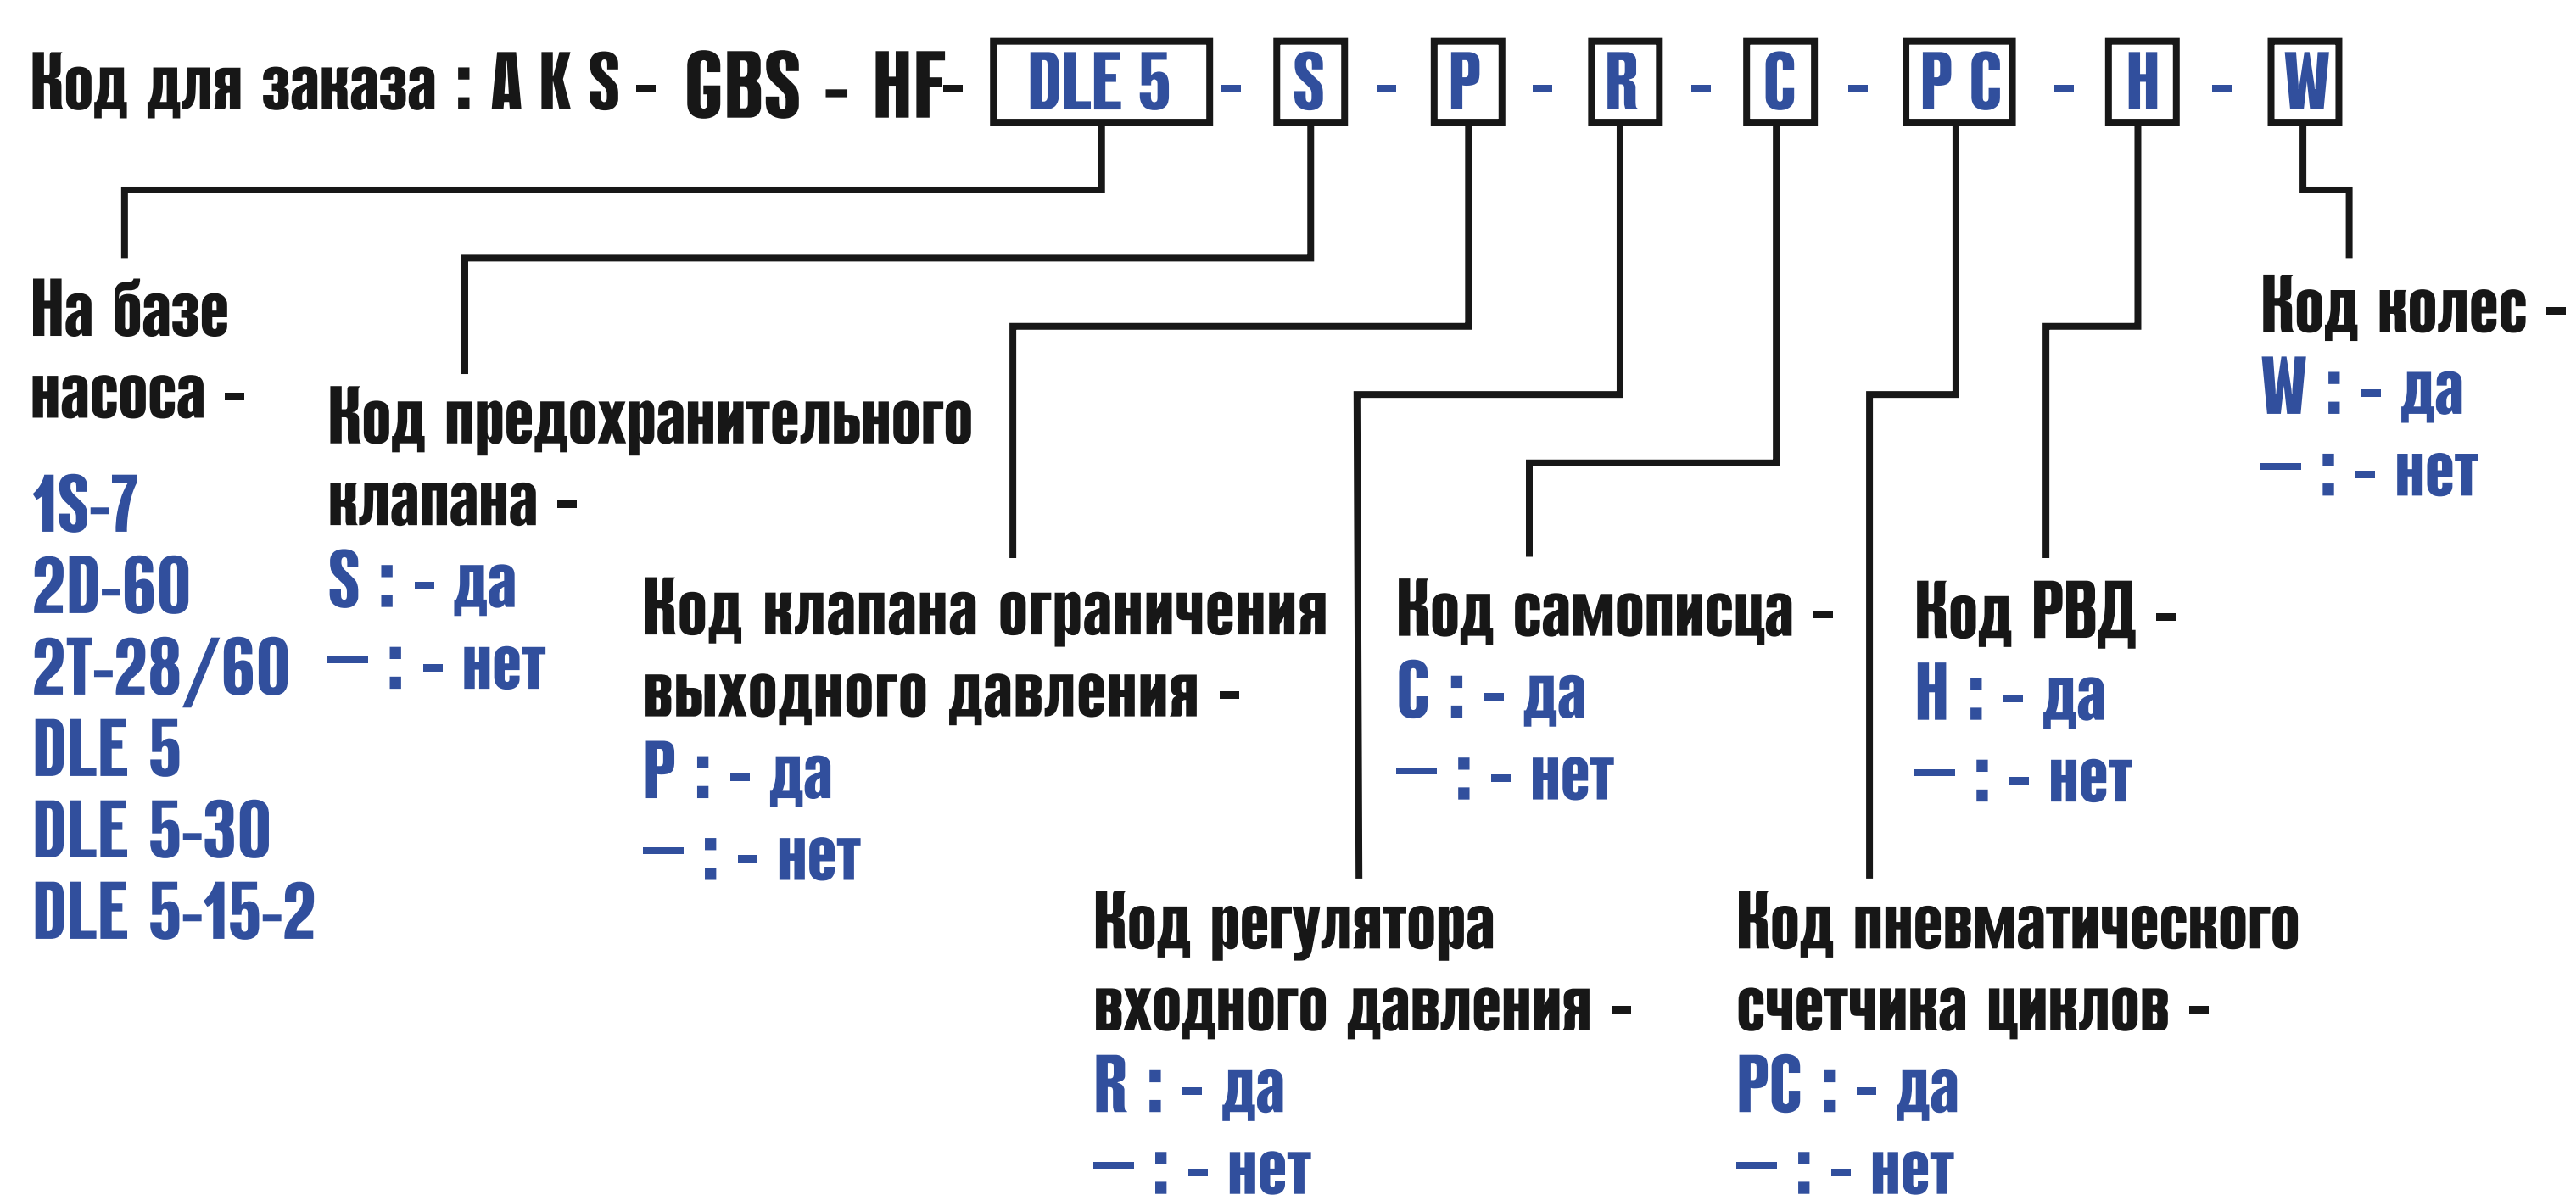 Код для заказа : A K S - GBS - HF- DLE 5 - S - P - R - C - P C - H - W
На базе
насоса -
1S-7
2D-60
2T-28/60
DLE 5
DLE 5-30
DLE 5-15-2
Код предохранительного
клапана -
S : - да
— : - нет
Код клапана ограничения
выходного давления -
P : - да
— : - нет
Код регулятора
входного давления -
R : - да
— : - нет
Код самописца -
C : - да
— : - нет
Код пневматического
счетчика циклов -
PC : - да
— : - нет
Код РВД -
H : - да
— : - нет
Код колес -
W : - да
— : - нет